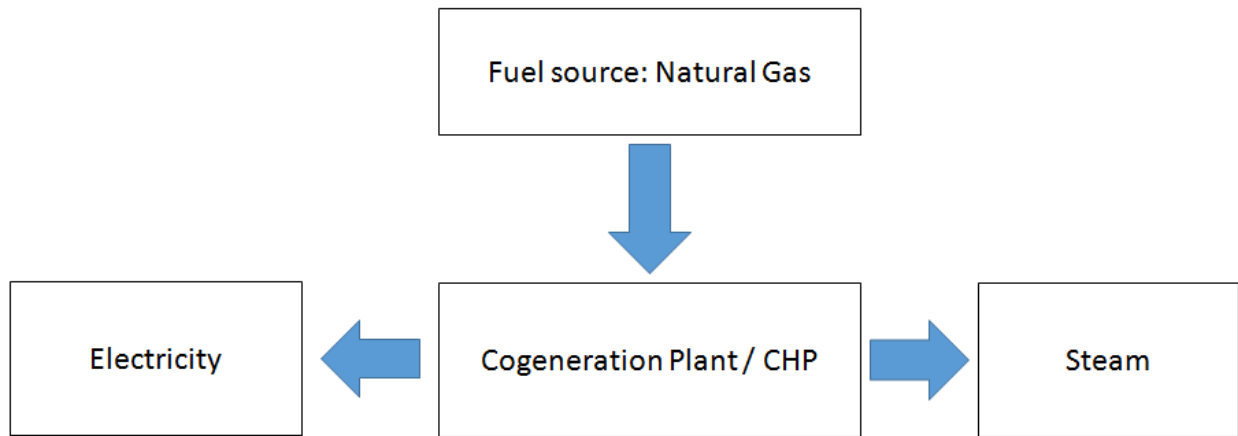 Fuel source: Natural Gas
Electricity
Cogeneration Plant / CHP
Steam